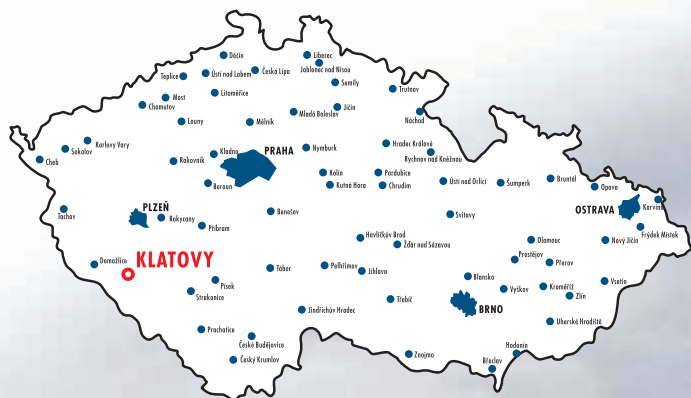 Děčín
Liberec
Jablonec nad Nisou
Teplice
Ústí nad Labem
Česká Lípa
Semily
Trutnov
Most
Litoměřice
Chomutov
Jičín
Mladá Boleslav
Náchod
Louny
Mělník
Karlovy Vary
Sokolov
Cheb
Rakovník
Kladno
PRAHA
Nymburk
Hradec Králové
Rychnov nad Kněžnou
Beroun
Kolín
Kutná Hora
Pardubice
Chrudim
Ústí nad Orlicí
Šumperk
Bruntál
Opava
OSTRAVA
Karviná
Tachov
PLZEŇ
Rokycany
Příbram
Benešov
Svitavy
Frýdek Místek
Havlíčkův Brod
Žďár nad Sázavou
Olomouc
Nový Jičín
Domažlice
KLATOVY
Tábor
Pelhřimov
Jihlava
Prostějov
Přerov
Písek
Strakonice
Blansko
Vyškov
Kroměříž
Zlín
Vsetín
Třebíč
BRNO
Jindřichův Hradec
Uherské Hradiště
Prachatice
České Budějovice
Český Krumlov
Znojmo
Hodonín
Břeclav